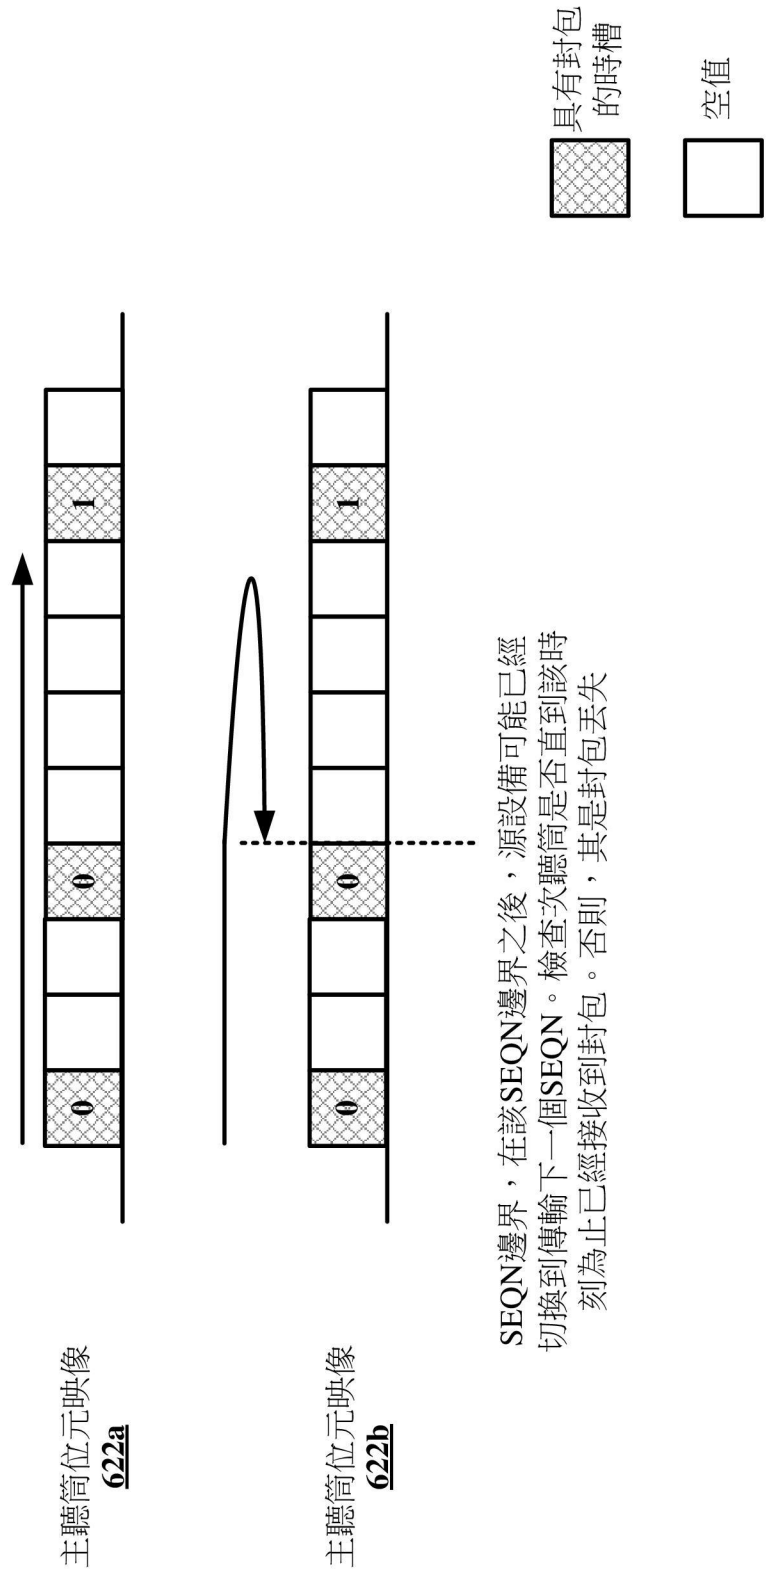 主聽筒位元映像
622a
0
0
1
主聽筒位元映像
622b
0
0
1
SEQN邊界，在該SEQN邊界之後，源設備可能已經
切換到傳輸下一個SEQN。檢查次聽筒是否直到該時
刻為止已經接收到封包。否則，其是封包丟失
具有封包
的時槽
空值